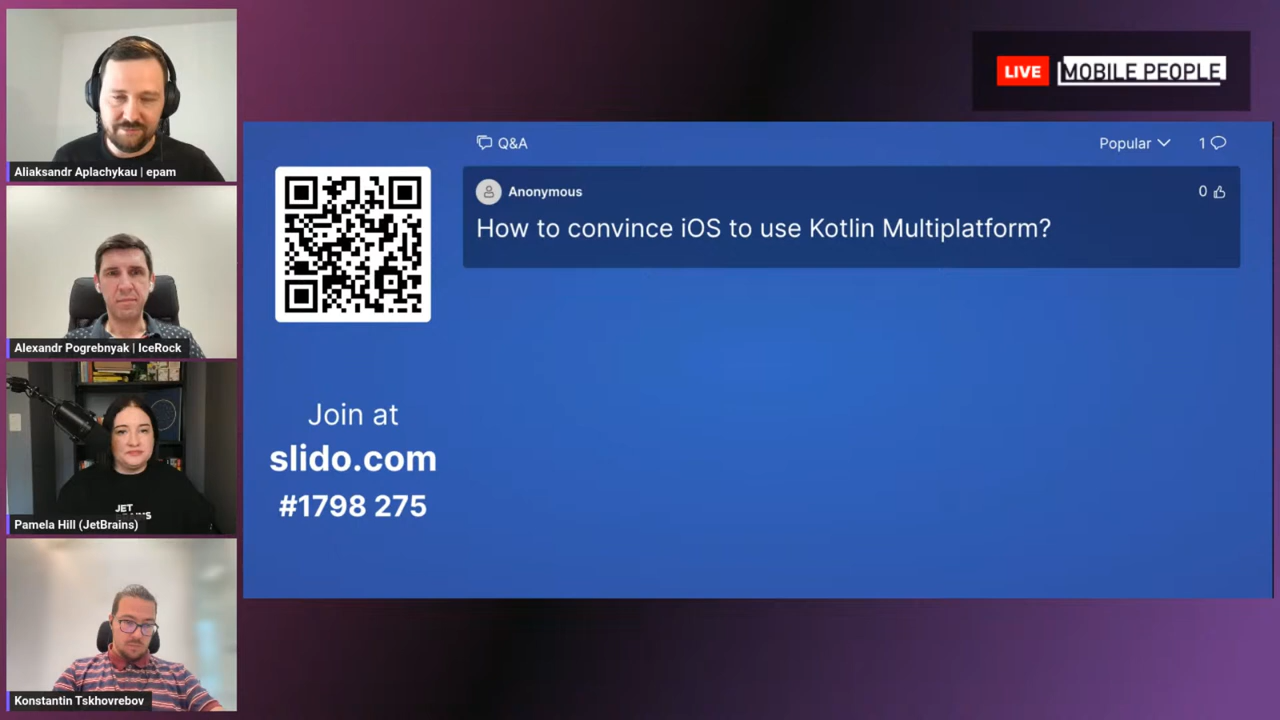 Aliaksandr Aplachykau | epam
Alexandr Pogrebnyak | IceRock
JET
Pamela Hill (JetBrains)
Konstantin Tskhovrebov
LIVE MOBILE PEOPLE
Q&A
Popular
1
Anonymous
0
How to convince iOS to use Kotlin Multiplatform?
Join at
slido.com
#1798 275